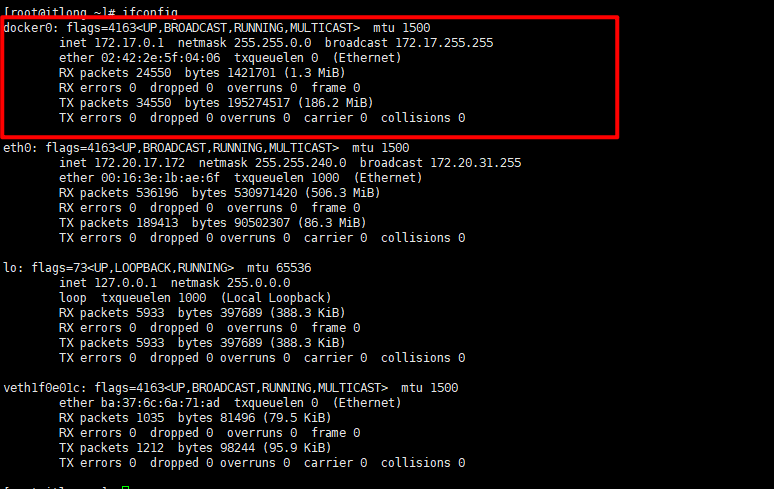 [root@itlong ~]# ifconfig
docker0: flags=4163<UP,BROADCAST,RUNNING,MULTICAST>  mtu 1500
        inet 172.17.0.1  netmask 255.255.0.0  broadcast 172.17.255.255
        ether 02:42:2e:5f:04:06  txqueuelen 0  (Ethernet)
        RX packets 24550  bytes 1421701 (1.3 MiB)
        RX errors 0  dropped 0  overruns 0  frame 0
        TX packets 34550  bytes 195274517 (186.2 MiB)
        TX errors 0  dropped 0 overruns 0  carrier 0  collisions 0
eth0: flags=4163<UP,BROADCAST,RUNNING,MULTICAST>  mtu 1500
        inet 172.20.17.172  netmask 255.255.240.0  broadcast 172.20.31.255
        ether 00:16:3e:1b:ae:6f  txqueuelen 1000  (Ethernet)
        RX packets 536196  bytes 530971420 (506.3 MiB)
        RX errors 0  dropped 0  overruns 0  frame 0
        TX packets 189413  bytes 90502307 (86.3 MiB)
        TX errors 0  dropped 0 overruns 0  carrier 0  collisions 0
lo: flags=73<UP,LOOPBACK,RUNNING>  mtu 65536
        inet 127.0.0.1  netmask 255.0.0.0
        loop  txqueuelen 1000  (Local Loopback)
        RX packets 5933  bytes 397689 (388.3 KiB)
        RX errors 0  dropped 0  overruns 0  frame 0
        TX packets 5933  bytes 397689 (388.3 KiB)
        TX errors 0  dropped 0 overruns 0  carrier 0  collisions 0
veth1f0e01c: flags=4163<UP,BROADCAST,RUNNING,MULTICAST>  mtu 1500
        ether ba:37:6c:6a:71:ad  txqueuelen 0  (Ethernet)
        RX packets 1035  bytes 81496 (79.5 KiB)
        RX errors 0  dropped 0  overruns 0  frame 0
        TX packets 1212  bytes 98244 (95.9 KiB)
        TX errors 0  dropped 0 overruns 0  carrier 0  collisions 0